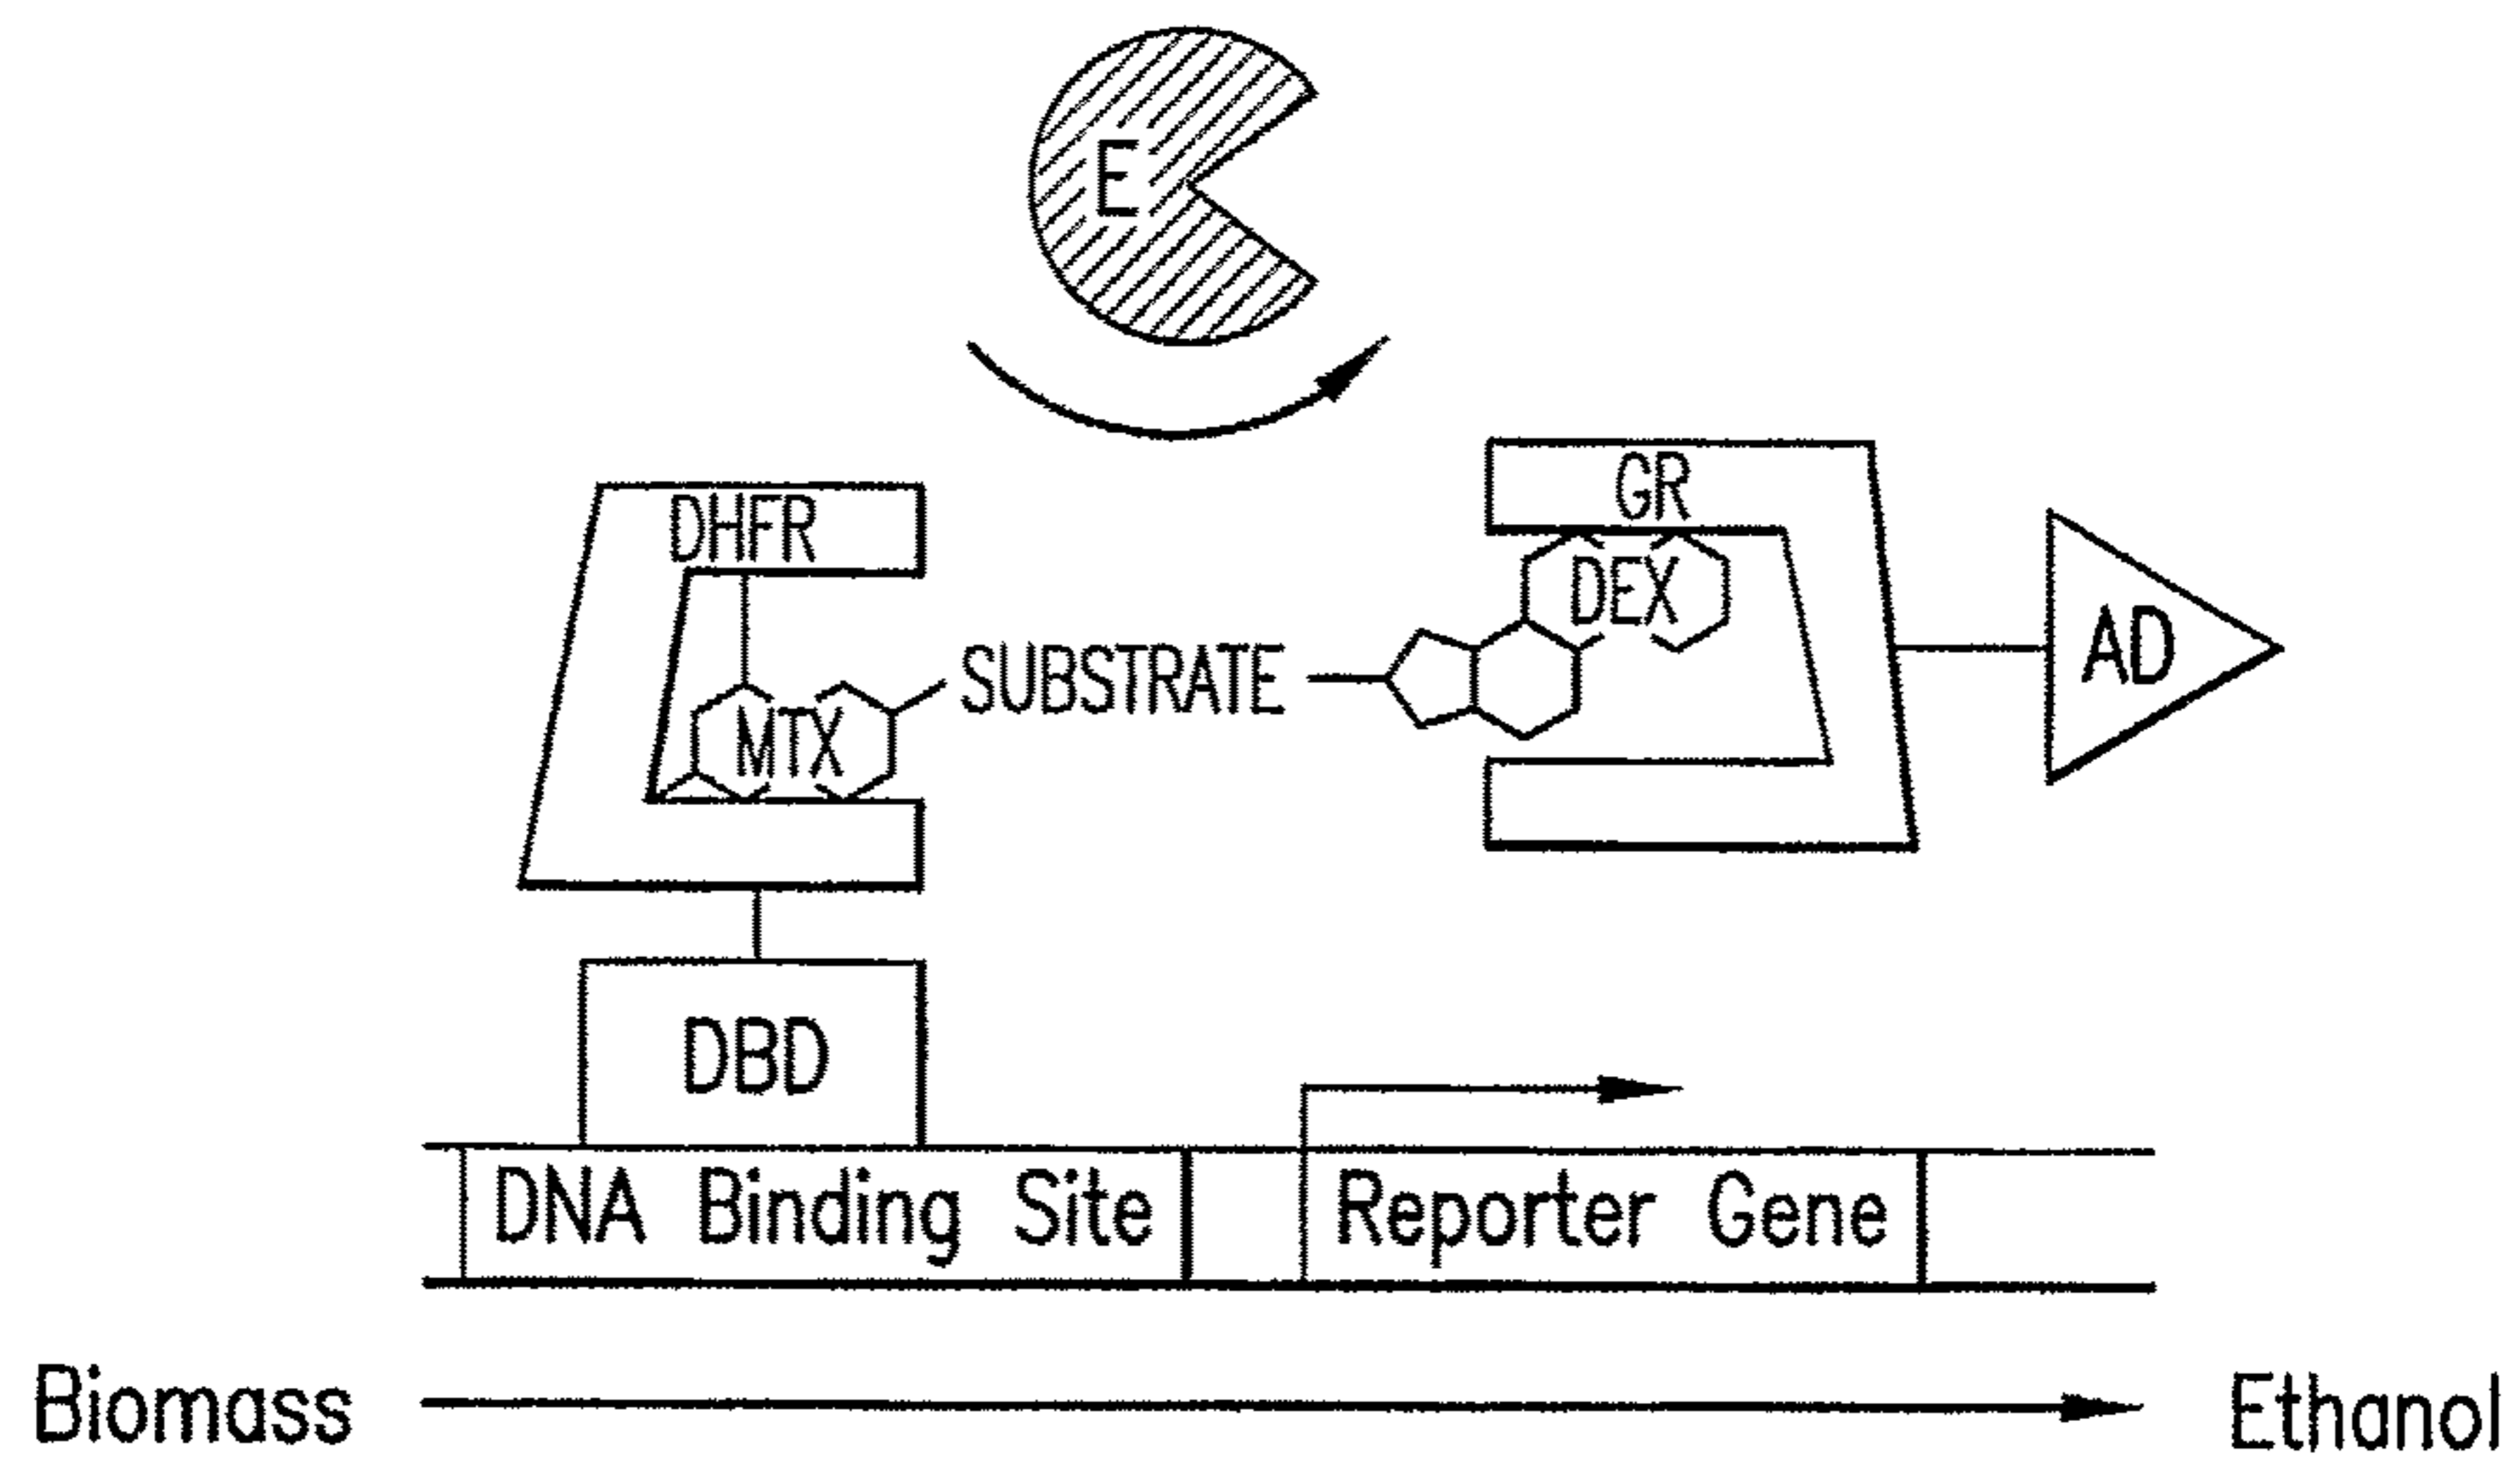 E
DHFR
GR
DEX
SUBSTRATE
MTX
AD
DBD
DNA Binding Site
Reporter Gene
Biomass
Ethanol